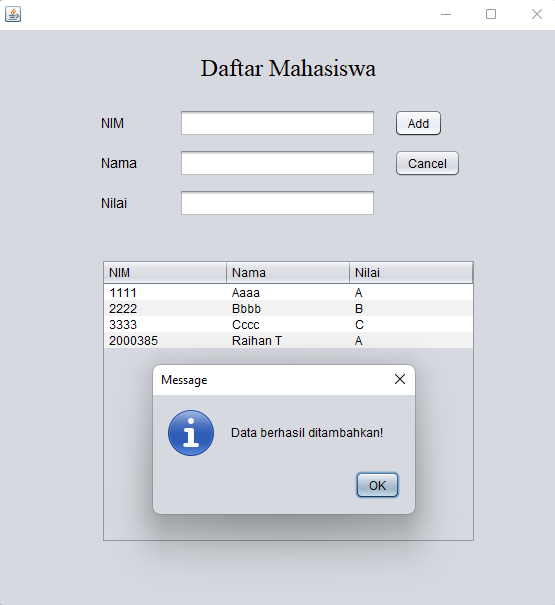 Daftar Mahasiswa
NIM Add
Nama Cancel
Nilai
NIM Nama Nilai
1111 Aaaa A
2222 Bbbb B
3333 Cccc C
2000385 Raihan T A
Message
Data berhasil ditambahkan!
OK